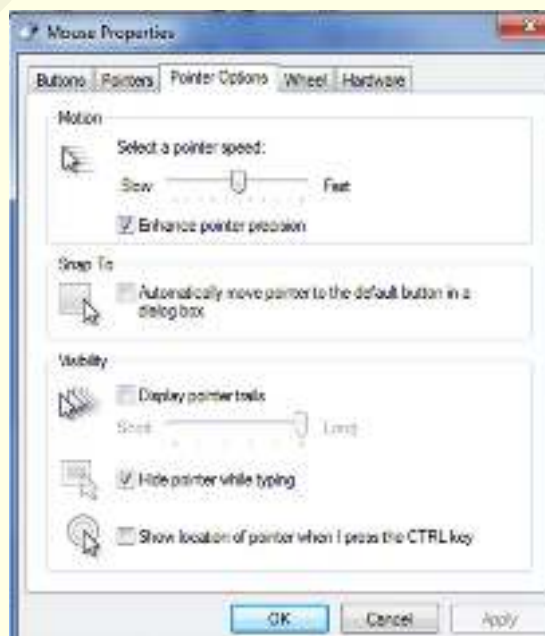 Mouse Properties
Buttons Pointers Pointer Options Wheel Hardware
Motion
Select a pointer speed:
Slow Fast
Enhance pointer precision
Snap To
Automatically move pointer to the default button in a
dialog box
Visibility
Display pointer trails
Short Long
Hide pointer while typing
Show location of pointer when I press the CTRL key
OK Cancel Apply